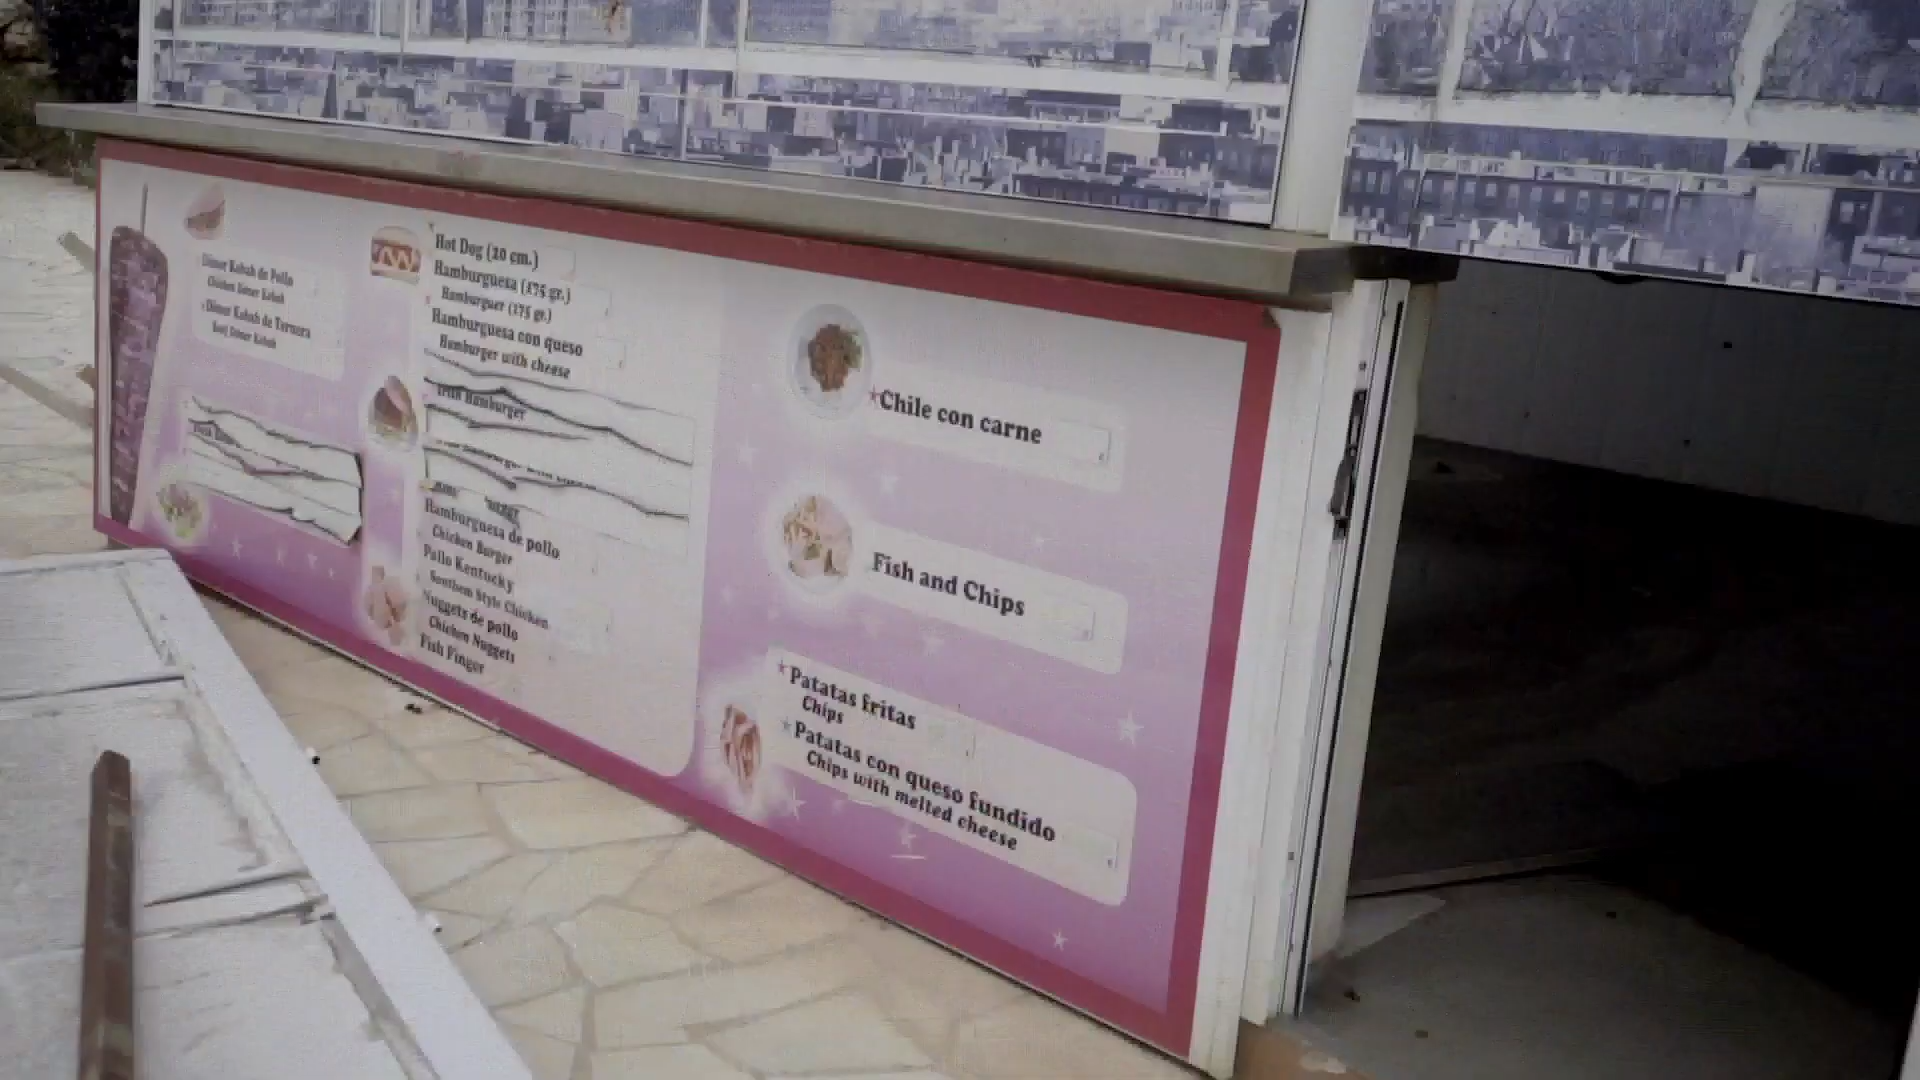 Döner Kebab de Pollo
Chicken Döner Kebab
Döner Kebab de Ternera
Beef Döner Kebab
Hot Dog (20 cm.)
Hamburguesa (175 gr.)
Hamburguer (175 gr.)
Hamburguesa con queso
Hamburger with cheese
Hamburger
Hamburguesa de pollo
Chicken Burger
Pollo Kentucky
Southern Style Chicken
Nuggets de pollo
Chicken Nuggets
Fish Finger
Chile con carne
Fish and Chips
Patatas fritas
Chips
Patatas con queso fundido
Chips with melted cheese